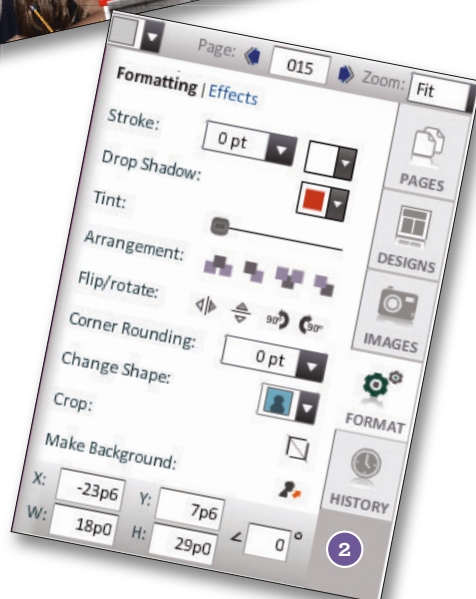 Page: 015 Zoom: Fit
Formatting | Effects
Stroke: 0 pt
Drop Shadow:
Tint:
Arrangement:
Flip/rotate: 90° 90°
Corner Rounding: 0 pt
Change Shape:
Crop:
Make Background:
X: -23p6 Y: 7p6
W: 18p0 H: 29p0 ∠ 0 °
PAGES
DESIGNS
IMAGES
FORMAT
HISTORY
2